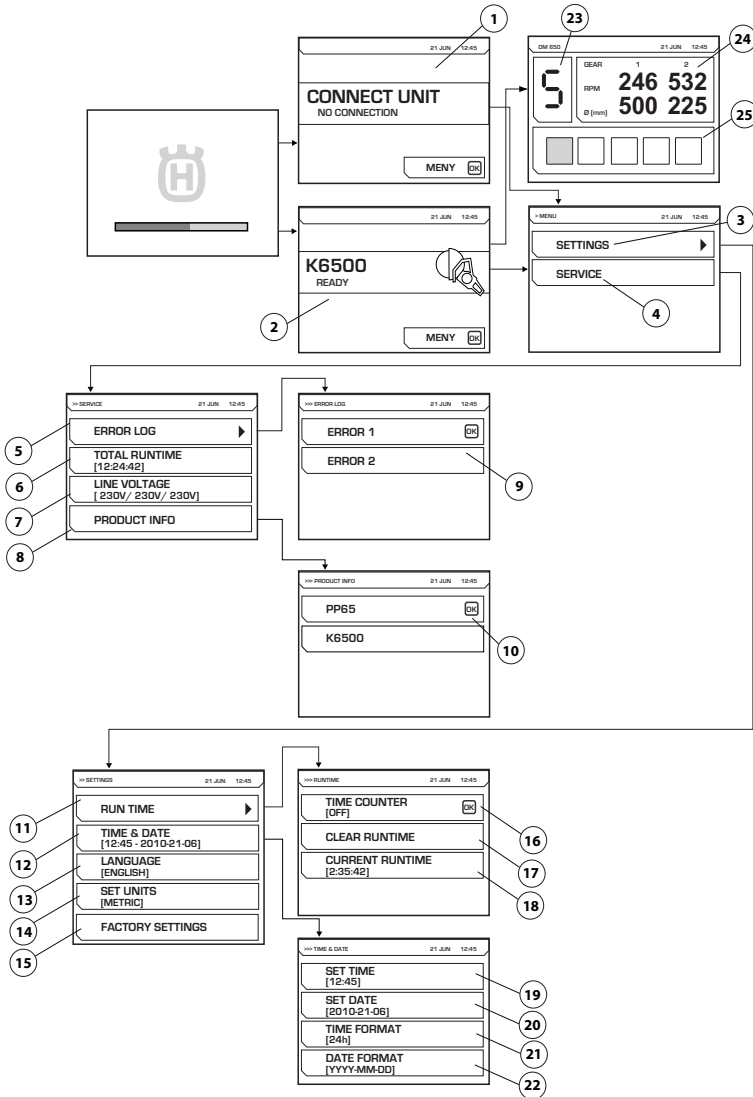 1
21 JUN 12:45
CONNECT UNIT
NO CONNECTION
MENY OK
23
24
25
DM 650 21 JUN 12:45
GEAR 1 2
RPM 246 532
Ø (mm) 500 225
5
H
21 JUN 12:45
K6500
READY
MENY OK
2
> MENU 21 JUN 12:45
SETTINGS
SERVICE
3
4
>> SERVICE 21 JUN 12:45
ERROR LOG
TOTAL RUNTIME
[12:24:42]
LINE VOLTAGE
[ 230V/ 230V/ 230V]
PRODUCT INFO
5
6
7
8
>>> ERROR LOG 21 JUN 12:45
ERROR 1 OK
ERROR 2
9
>>> PRODUCT INFO 21 JUN 12:45
PP65 OK
K6500
10
>> SETTINGS 21 JUN 12:45
RUN TIME
TIME & DATE
[12:45 - 2010-21-06]
LANGUAGE
[ENGLISH]
SET UNITS
[METRIC]
FACTORY SETTINGS
11
12
13
14
15
>>> RUNTIME 21 JUN 12:45
TIME COUNTER
[OFF] OK
CLEAR RUNTIME
CURRENT RUNTIME
[2:35:42]
16
17
18
>>> TIME & DATE 21 JUN 12:45
SET TIME
[12:45]
SET DATE
[2010-21-06]
TIME FORMAT
[24h]
DATE FORMAT
[YYYY-MM-DD]
19
20
21
22